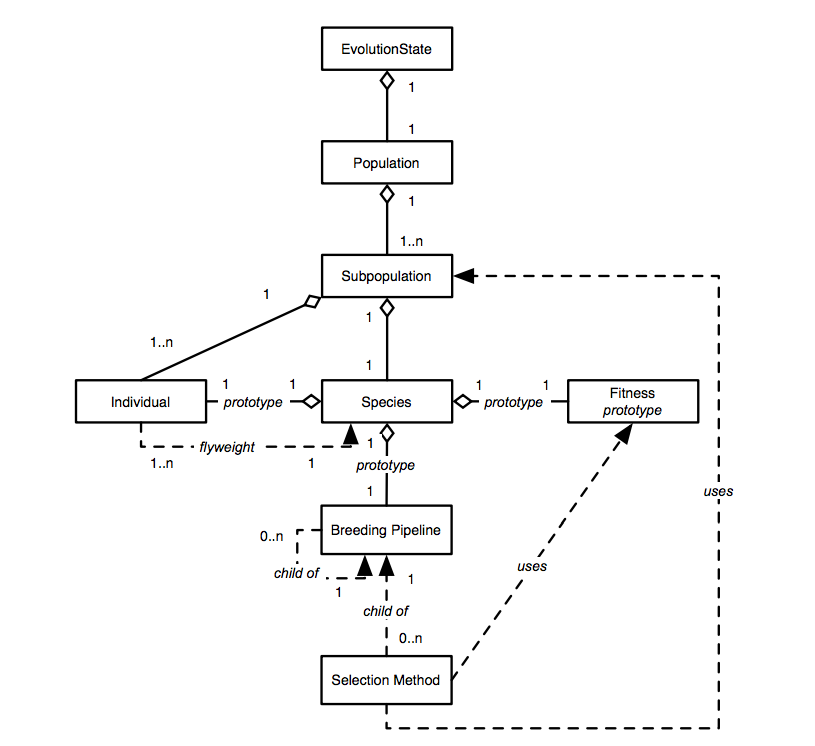 EvolutionState
1
1
Population
1
1..n
Subpopulation
1
1
1..n
1
Individual
1 1
prototype
Species
1 1
prototype
Fitness
prototype
flyweight
1..n 1
1
prototype
1
uses
Breeding Pipeline
0..n
child of
1
1
uses
child of
0..n
Selection Method